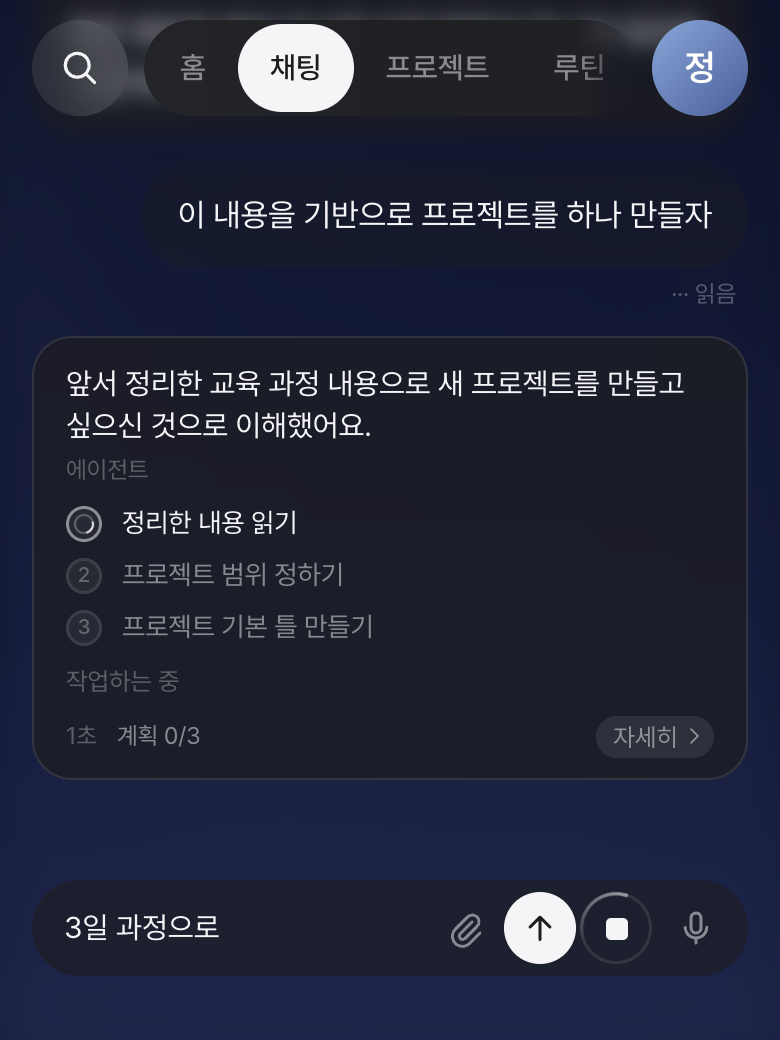 홈
채팅
프로젝트
루틴
정
이 내용을 기반으로 프로젝트를 하나 만들자
··· 읽음
앞서 정리한 교육 과정 내용으로 새 프로젝트를 만들고
싶으신 것으로 이해했어요.
에이전트
정리한 내용 읽기
2 프로젝트 범위 정하기
3 프로젝트 기본 틀 만들기
작업하는 중
1초 계획 0/3
자세히
3일 과정으로